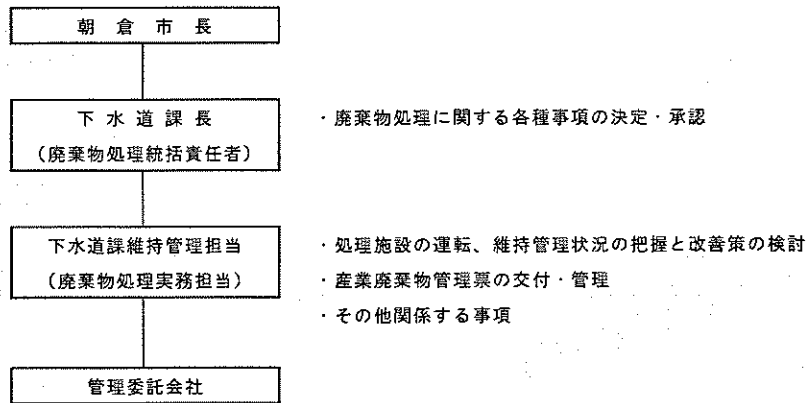 朝倉市長
下水道課長
・廃棄物処理に関する各種事項の決定・承認
（廃棄物処理統括責任者）
下水道課維持管理担当
・処理施設の運転、維持管理状況の把握と改善策の検討
（廃棄物処理実務担当）
・産業廃棄物管理票の交付・管理
・その他関係する事項
管理委託会社